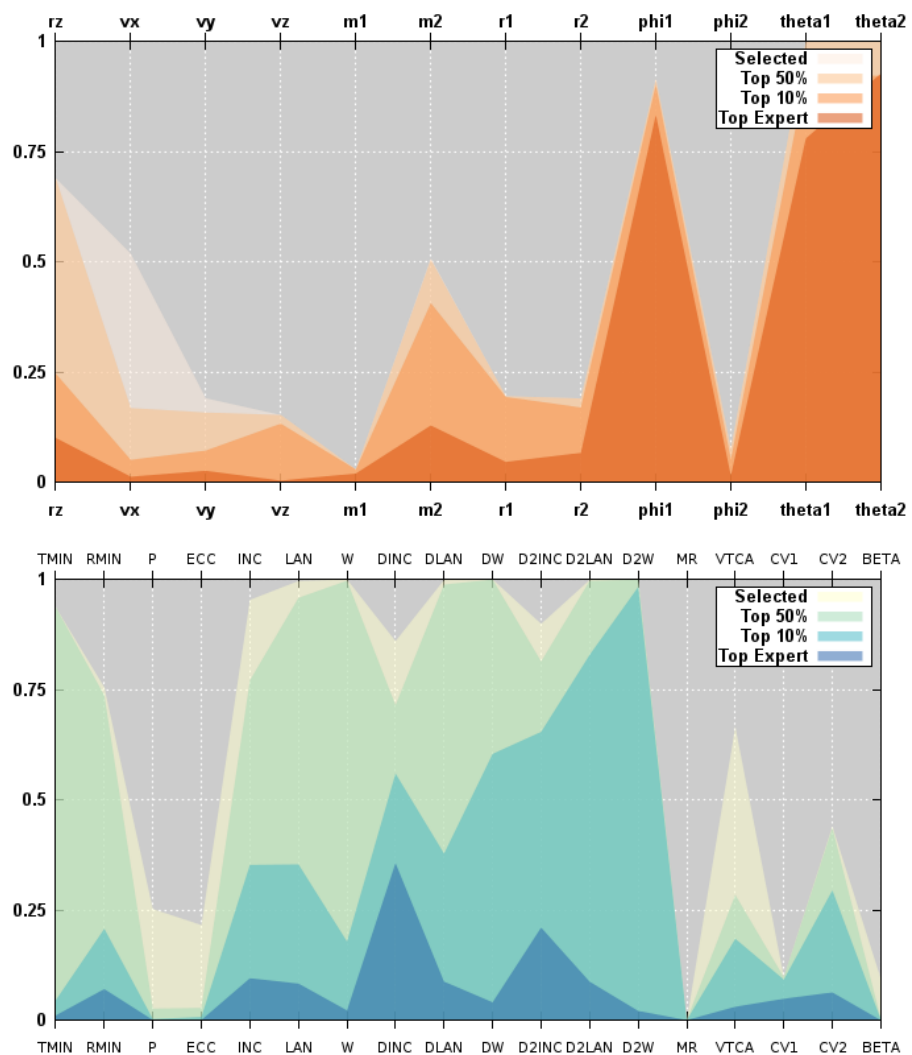 rz vx vy vz m1 m2 r1 r2 phi1 phi2 theta1 theta2
1
Selected
Top 50%
Top 10%
Top Expert
0.75
0.5
0.25
0
rz vx vy vz m1 m2 r1 r2 phi1 phi2 theta1 theta2
TMIN RMIN P ECC INC LAN W DINC DLAN DW D2INC D2LAN D2W MR VTCA CV1 CV2 BETA
1
Selected
Top 50%
Top 10%
Top Expert
0.75
0.5
0.25
0
TMIN RMIN P ECC INC LAN W DINC DLAN DW D2INC D2LAN D2W MR VTCA CV1 CV2 BETA